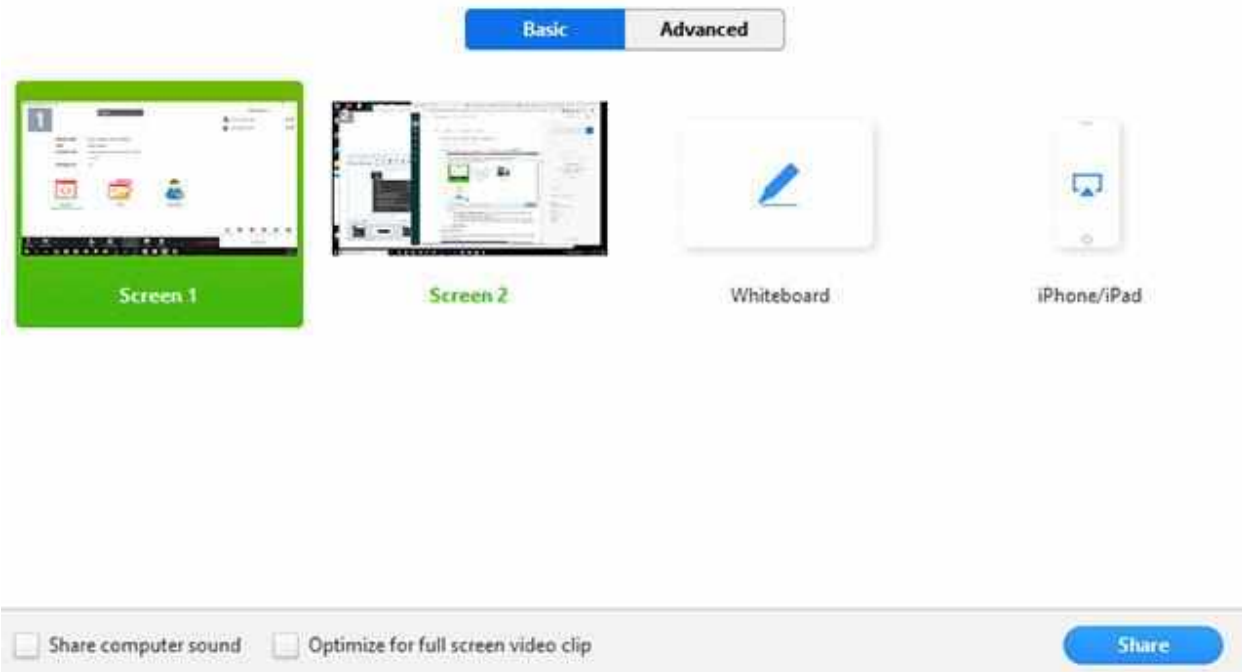 Basic
Advanced
1
Screen 1
Screen 2
Whiteboard
iPhone/iPad
Share computer sound
Optimize for full screen video clip
Share